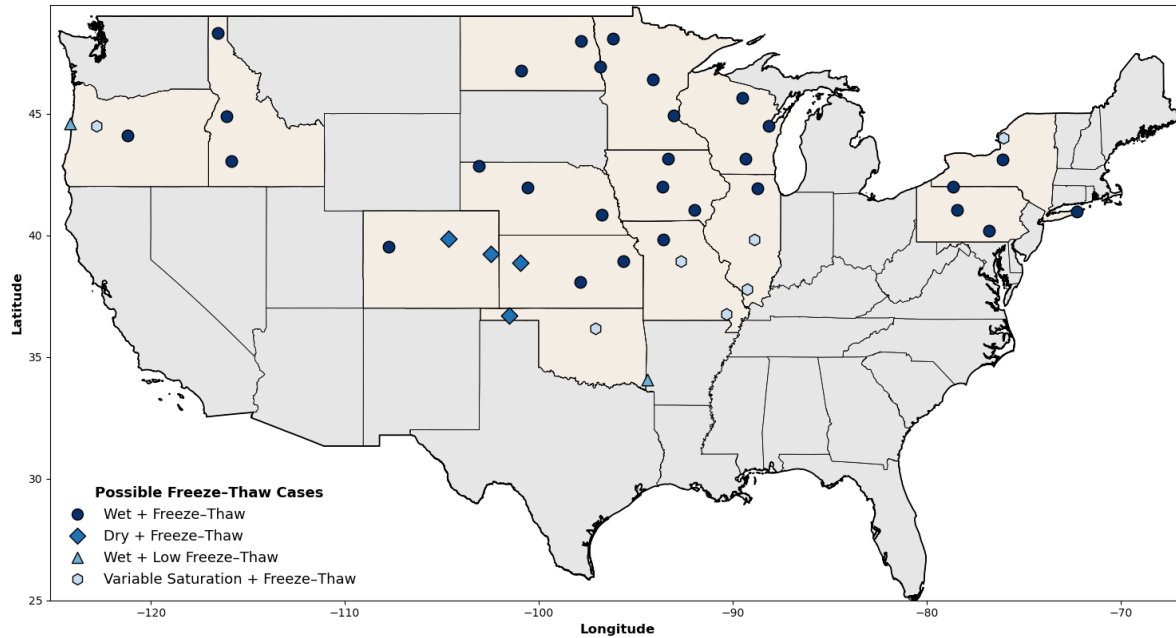 45
40
35
30
25
Latitude
Possible Freeze–Thaw Cases
Wet + Freeze–Thaw
Dry + Freeze–Thaw
Wet + Low Freeze–Thaw
Variable Saturation + Freeze–Thaw
−120
−110
−100
−90
−80
−70
Longitude